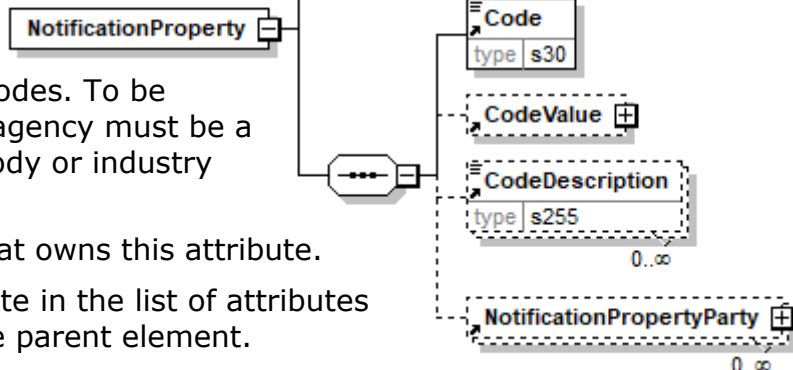 NotificationProperty
odes. To be
agency must be a
ody or industry
at owns this attribute.
te in the list of attributes
e parent element.
Code
type s30
CodeValue
CodeDescription
type s255
0..∞
NotificationPropertyParty
0..∞